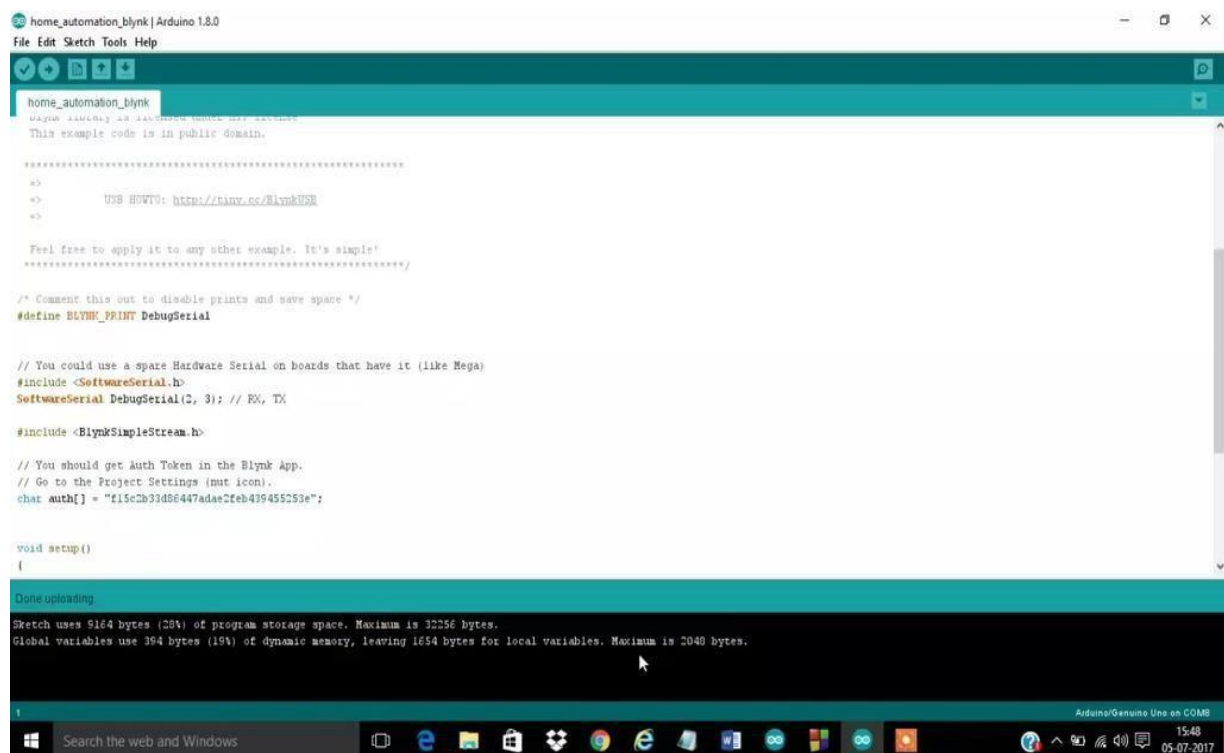 home_automation_blynk | Arduino 1.8.0
File Edit Sketch Tools Help
home_automation_blynk
Blynk library is licensed under MIT license
This example code is in public domain.
**************************************************************
=>
=> USB HOWTO: http://tiny.cc/BlynkUSB
=>
Feel free to apply it to any other example. It's simple!
**************************************************************/
/* Comment this out to disable prints and save space */
#define BLYNK_PRINT DebugSerial
// You could use a spare Hardware Serial on boards that have it (like Mega)
#include <SoftwareSerial.h>
SoftwareSerial DebugSerial(2, 3); // RX, TX
#include <BlynkSimpleStream.h>
// You should get Auth Token in the Blynk App.
// Go to the Project Settings (nut icon).
char auth[] = "f15c2b33d86447adae2feb439455253e";
void setup()
{
Done uploading.
Sketch uses 9164 bytes (28%) of program storage space. Maximum is 32256 bytes.
Global variables use 394 bytes (19%) of dynamic memory, leaving 1654 bytes for local variables. Maximum is 2048 bytes.
1
Arduino/Genuino Uno on COM8
Search the web and Windows
15:48
05-07-2017